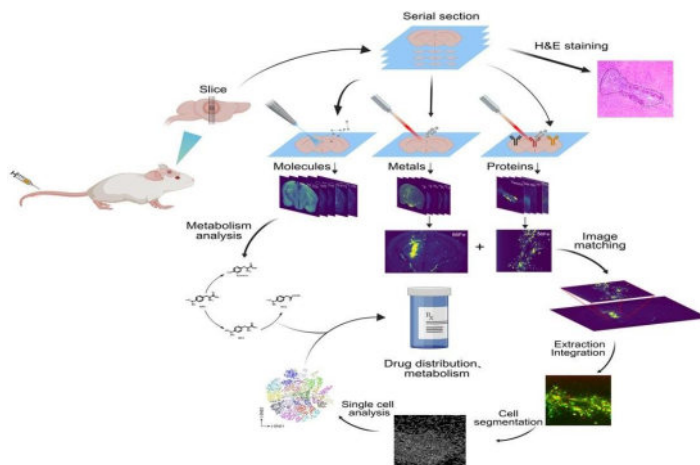 Serial section
H&E staining
Slice
Molecules↓
Metals↓
Proteins↓
Metabolism
analysis
+
Image
matching
Rx
Drug distribution、
metabolism
Extraction
Integration
Single cell
analysis
Cell
segmentation